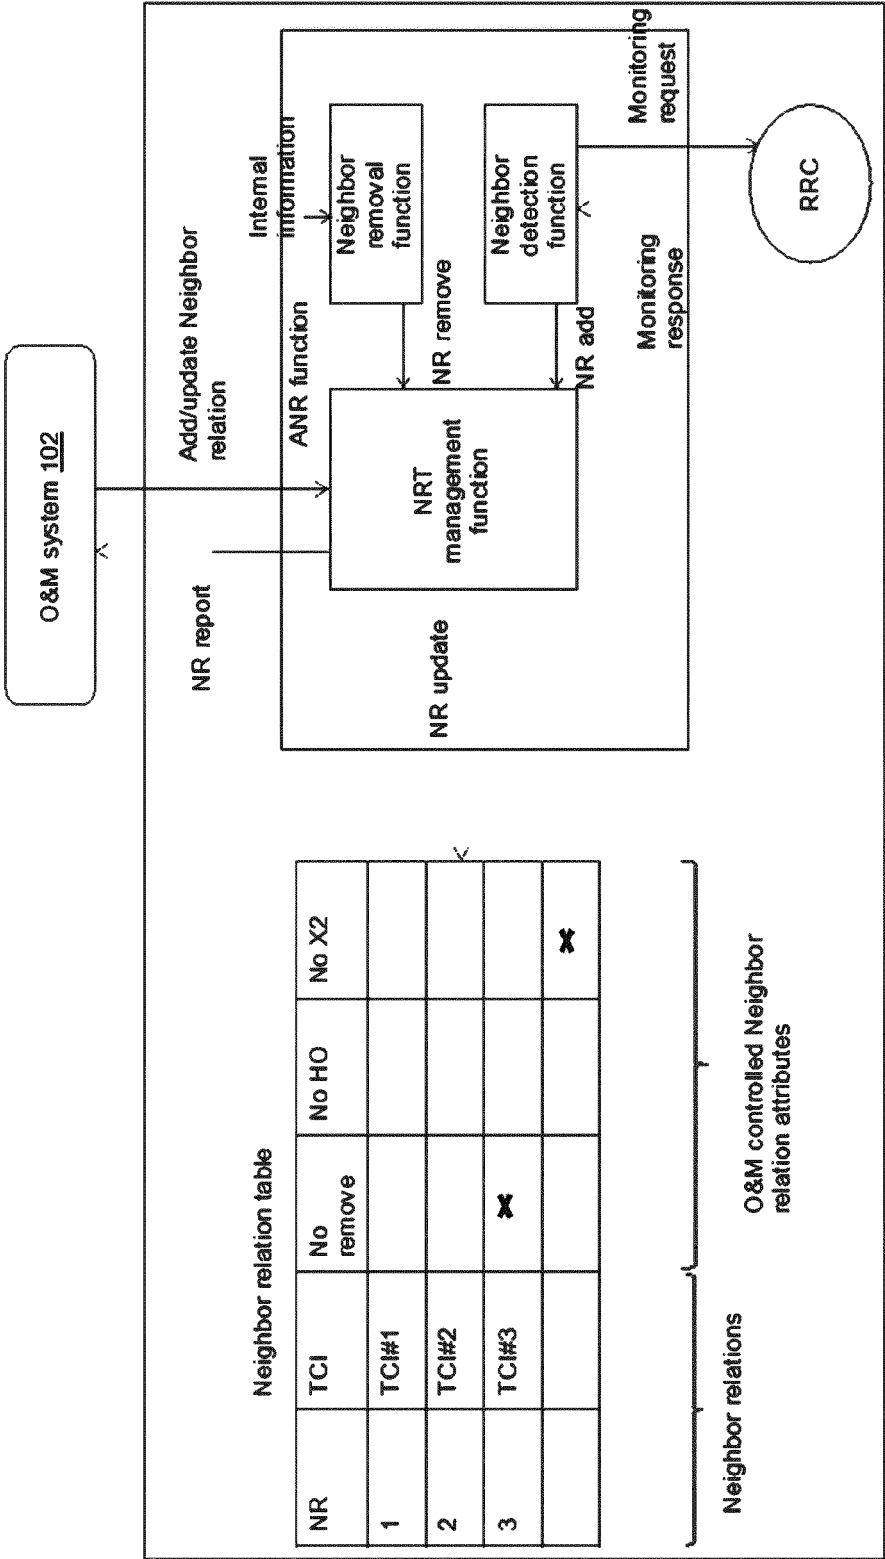 O&M system 102
NR report
Add/update Neighbor
relation
Internal
information
ANR function
Neighbor
removal
function
NR remove
NRT
management
function
NR update
NR add
Neighbor
detection
function
Monitoring
response
Monitoring
request
RRC
Neighbor relation table
NR TCI No remove No HO No X2
1 TCI#1
2 TCI#2
3 TCI#3 ✖
✖
Neighbor relations
O&M controlled Neighbor
relation attributes